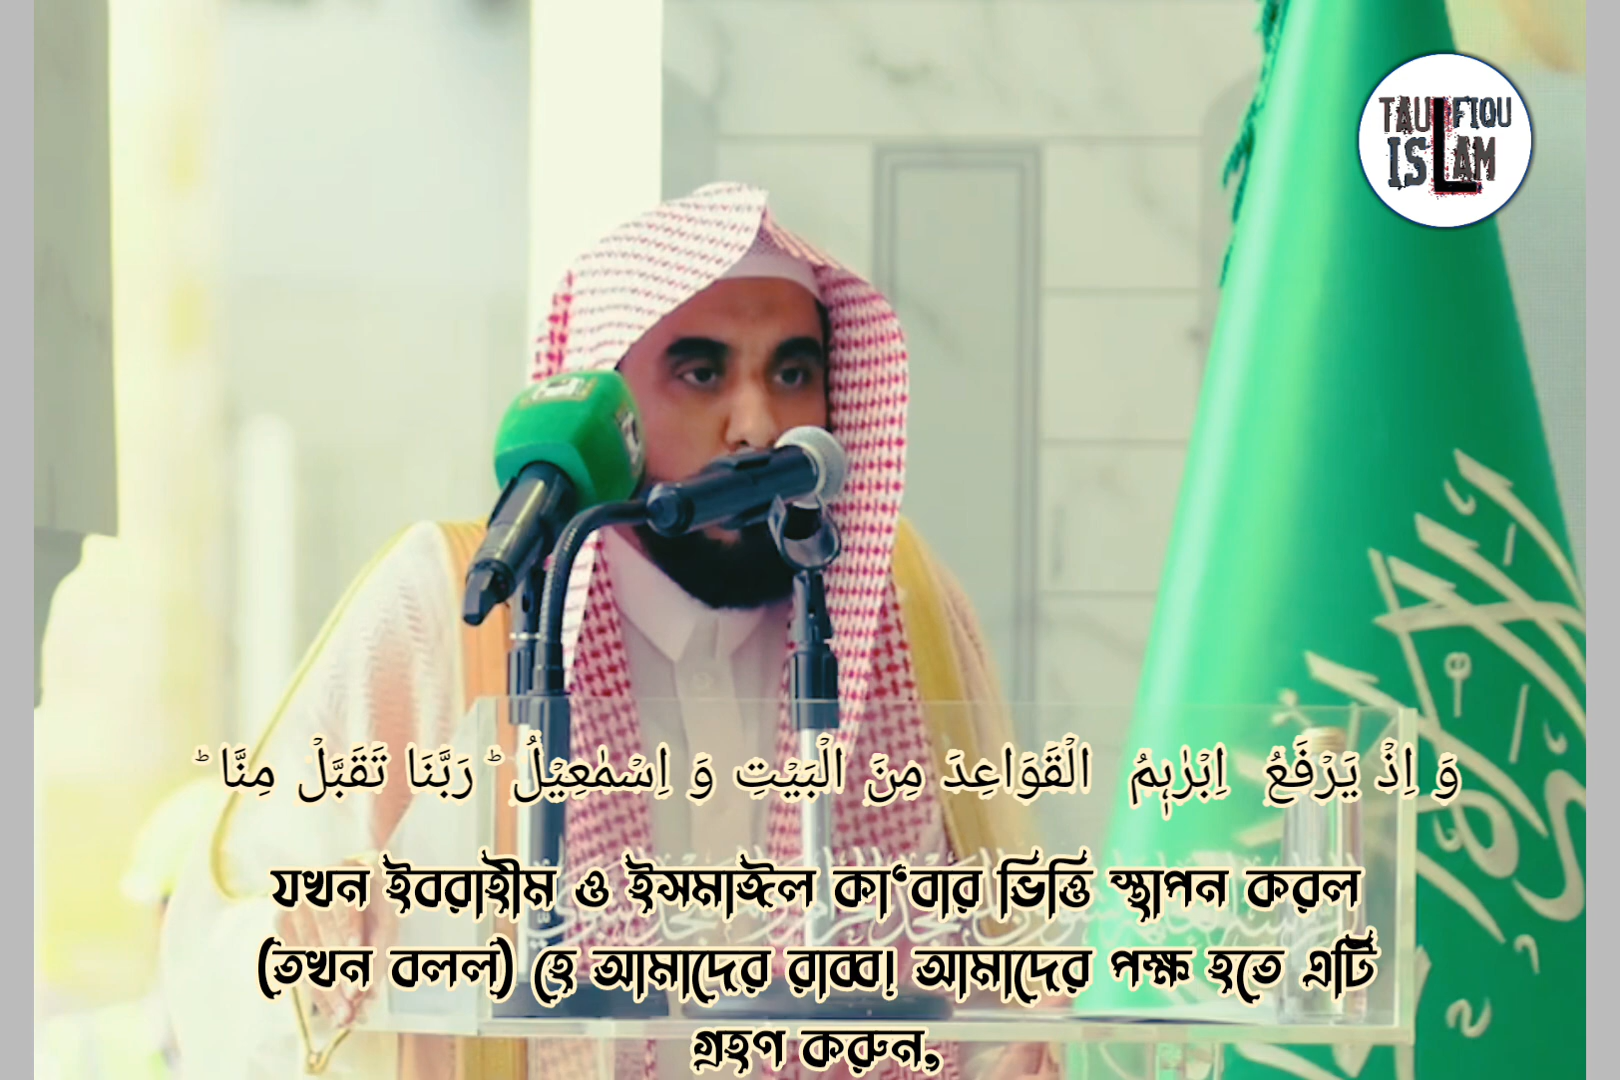 TAUFIQU
ISLAM
وَ اِذۡ یَرۡفَعُ اِبۡرٰہٖمُ الۡقَوَاعِدَ مِنَ الۡبَیۡتِ وَ اِسۡمٰعِیۡلُ ؕ رَبَّنَا تَقَبَّلۡ مِنَّا ؕ
যখন ইবরাহীম ও ইসমাঈল কা‘বার ভিত্তি স্থাপন করল
(তখন বলল) হে আমাদের রাব্ব! আমাদের পক্ষ হতে এটি
গ্রহণ করুন,